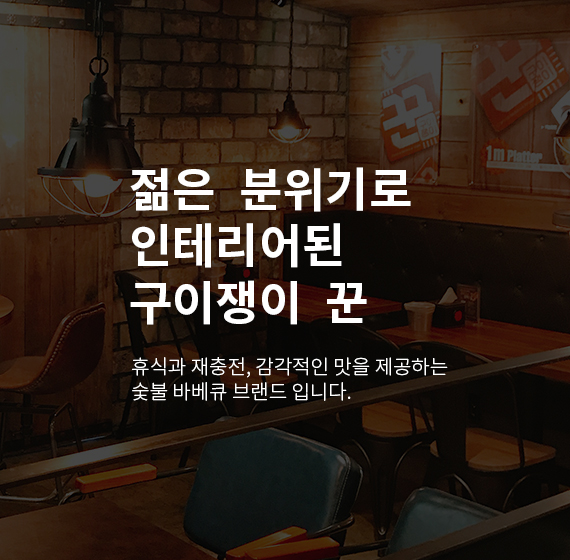 꾼
꾼
1m Platter
젊은 분위기로
인테리어된
구이쟁이 꾼
휴식과 재충전, 감각적인 맛을 제공하는
숯불 바베큐 브랜드 입니다.